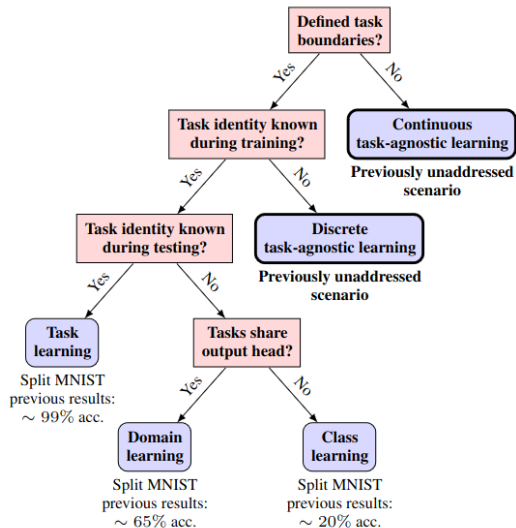 Defined task
boundaries?
Yes
No
Task identity known
during training?
Continuous
task-agnostic learning
Previously unaddressed
scenario
Yes
No
Task identity known
during testing?
Discrete
task-agnostic learning
Previously unaddressed
scenario
Yes
No
Task
learning
Split MNIST
previous results:
~ 99% acc.
Tasks share
output head?
Yes
No
Domain
learning
Split MNIST
previous results:
~ 65% acc.
Class
learning
Split MNIST
previous results:
~ 20% acc.